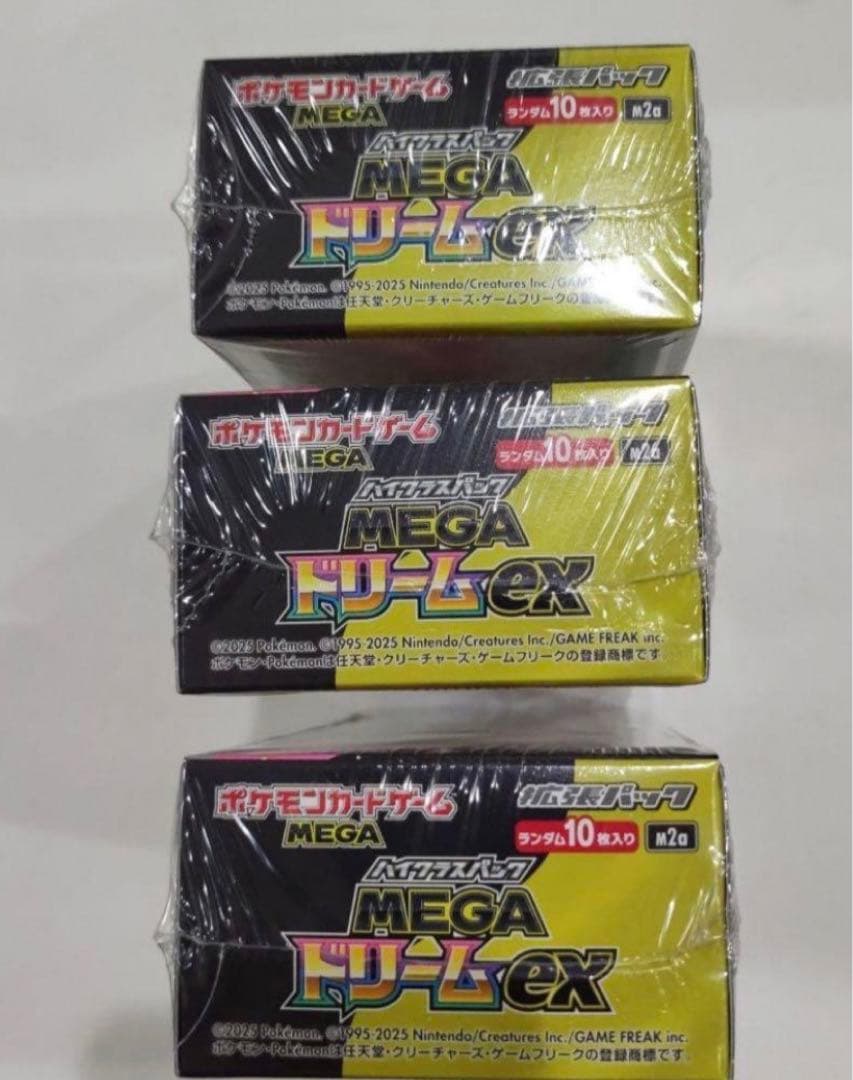 ポケモンカードゲーム
MEGA
拡張パック
ランダム10枚入り M2a
ハイクラスパック
MEGA
ドリームex
©2025 Pokémon. ©1995-2025 Nintendo/Creatures Inc./GAME inc.
ポケモン・Pokémonは任天堂・クリーチャーズ・ゲームフリークの登録
ポケモンカードゲーム
MEGA
拡張パック
ランダム10枚入り M2a
ハイクラスパック
MEGA
ドリームex
©2025 Pokémon. ©1995-2025 Nintendo/Creatures Inc./GAME FREAK inc.
ポケモン・Pokémonは任天堂・クリーチャーズ・ゲームフリークの登録商標です。
ポケモンカードゲーム
MEGA
拡張パック
ランダム10枚入り M2a
ハイクラスパック
MEGA
ドリームex
©2025 Pokémon. ©1995-2025 Nintendo/Creatures Inc./GAME FREAK inc.
ポケモン・Pokémonは任天堂・クリーチャーズ・ゲームフリークの登録商標です。